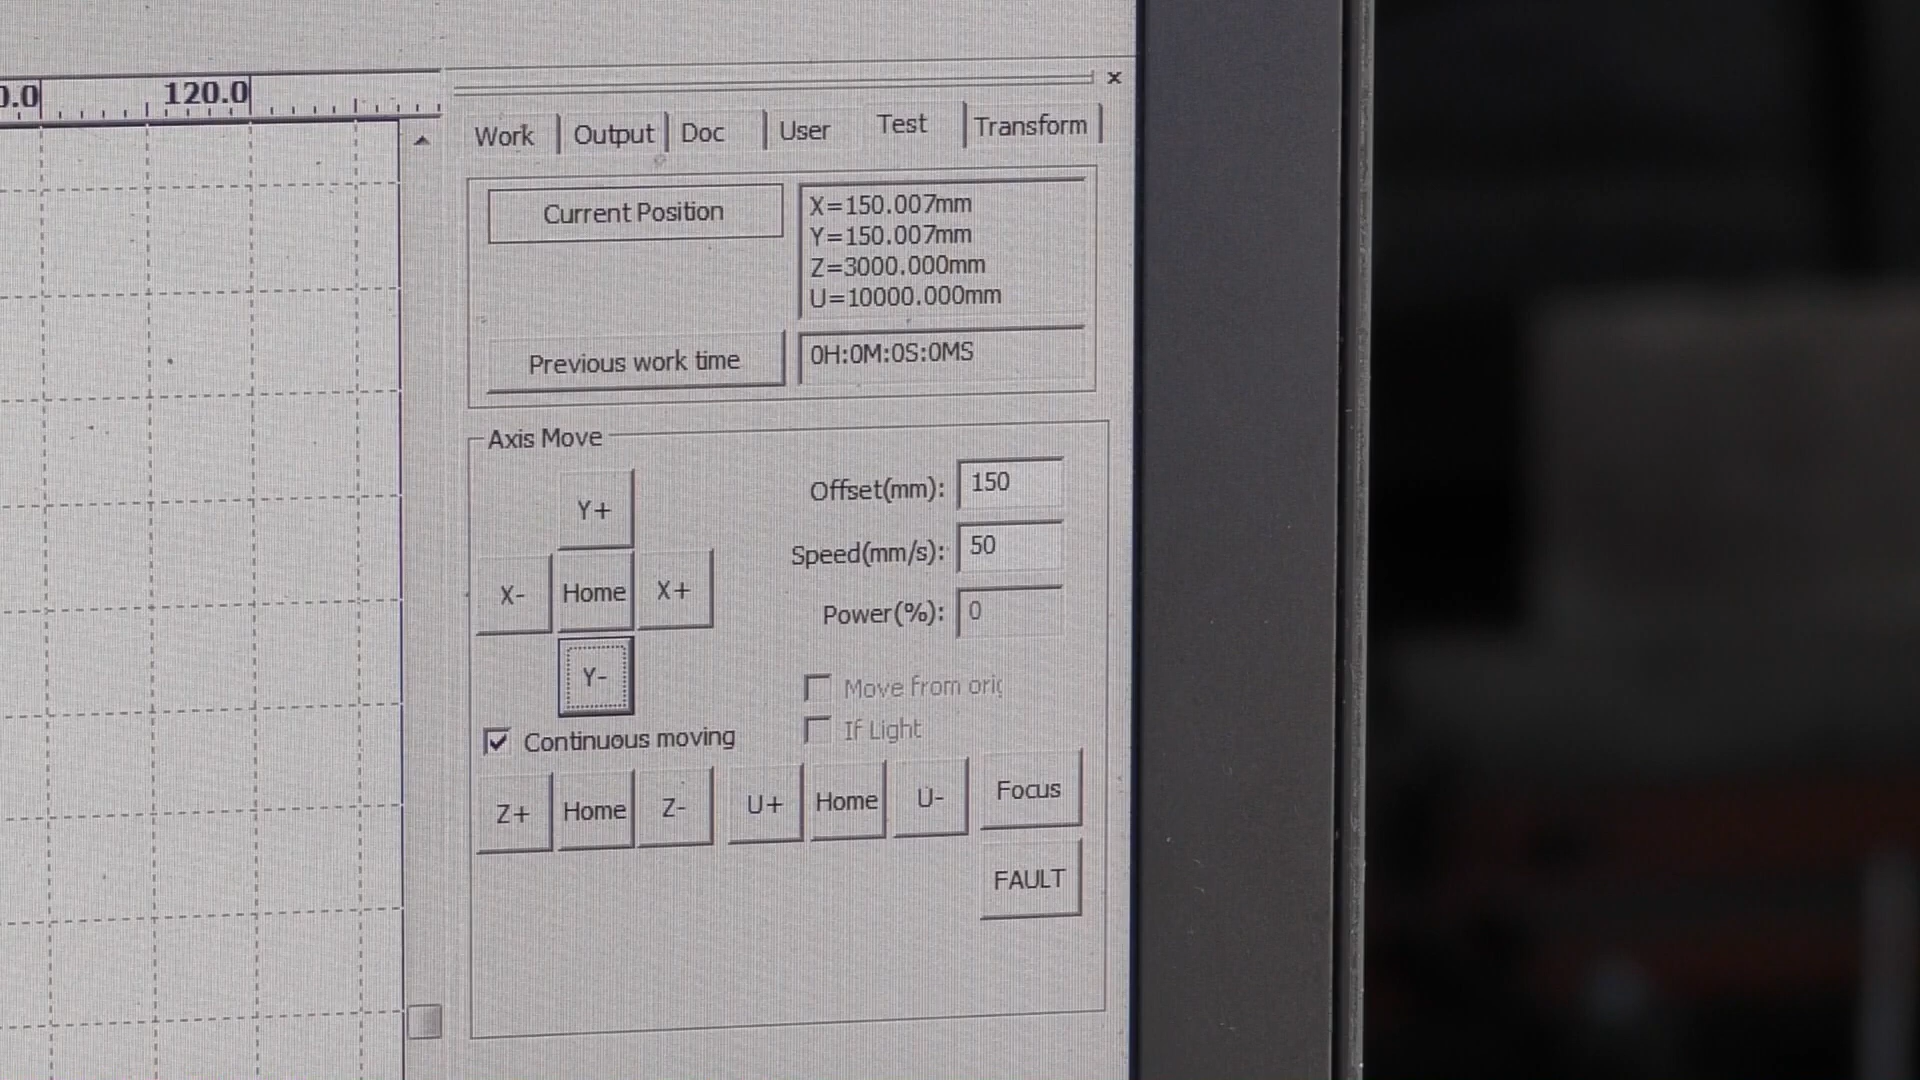 0.0 120.0
Work Output Doc User Test Transform
Current Position
X=150.007mm
Y=150.007mm
Z=3000.000mm
U=10000.000mm
Previous work time 0H:0M:0S:0MS
Axis Move
Y+ Offset(mm): 150
Speed(mm/s): 50
X- Home X+
Power(%): 0
Y-
Move from orig
Continuous moving If Light
Z+ Home Z- U+ Home U- Focus
FAULT